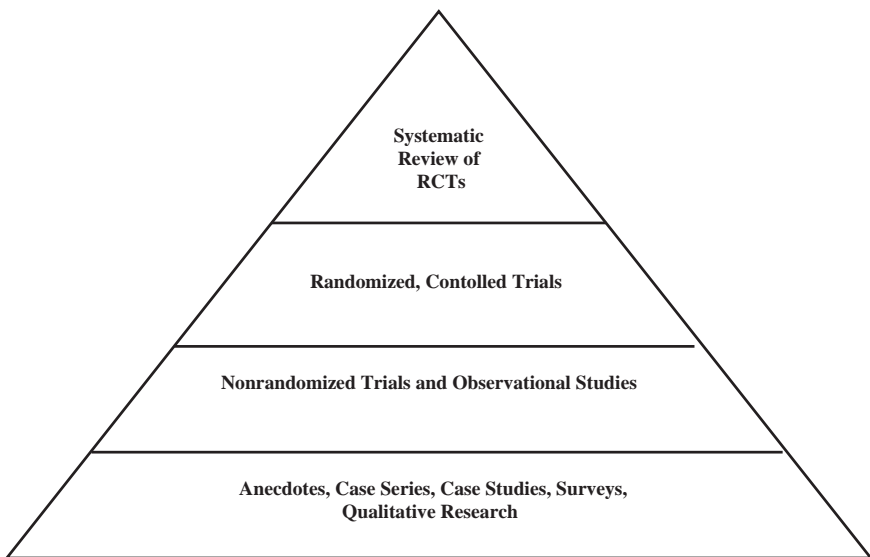 Systematic
Review of
RCTs
Randomized, Contolled Trials
Nonrandomized Trials and Observational Studies
Anecdotes, Case Series, Case Studies, Surveys,
Qualitative Research